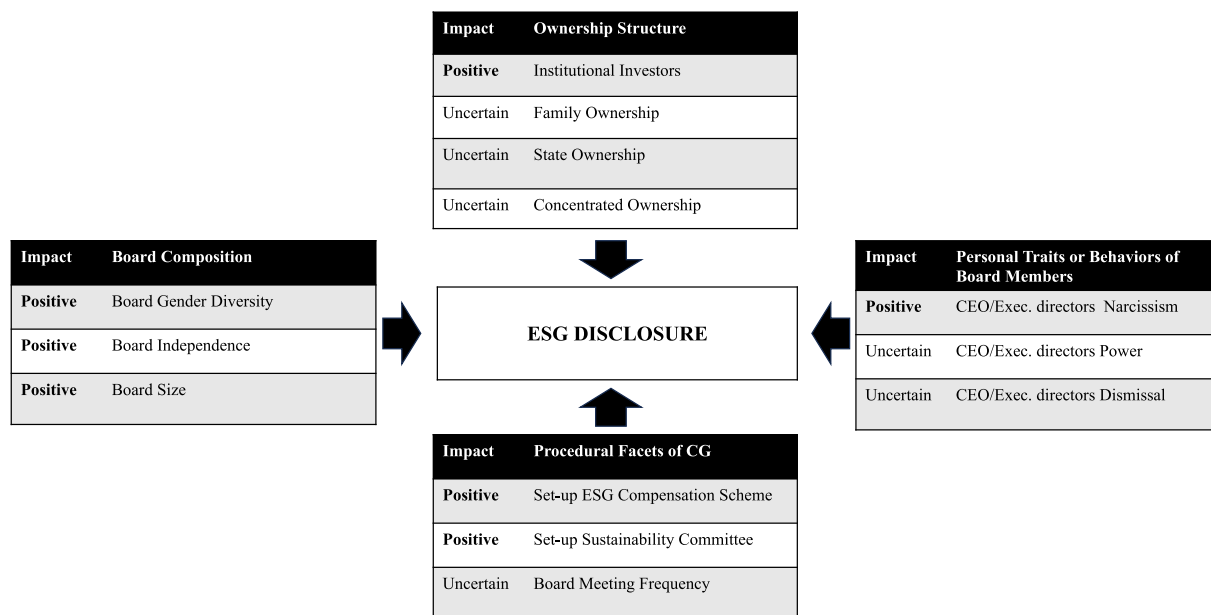 Impact Ownership Structure
Positive Institutional Investors
Uncertain Family Ownership
Uncertain State Ownership
Uncertain Concentrated Ownership
Impact Board Composition
Positive Board Gender Diversity
Positive Board Independence
Positive Board Size
ESG DISCLOSURE
Impact Personal Traits or Behaviors of
Board Members
Positive CEO/Exec. directors Narcissism
Uncertain CEO/Exec. directors Power
Uncertain CEO/Exec. directors Dismissal
Impact Procedural Facets of CG
Positive Set-up ESG Compensation Scheme
Positive Set-up Sustainability Committee
Uncertain Board Meeting Frequency